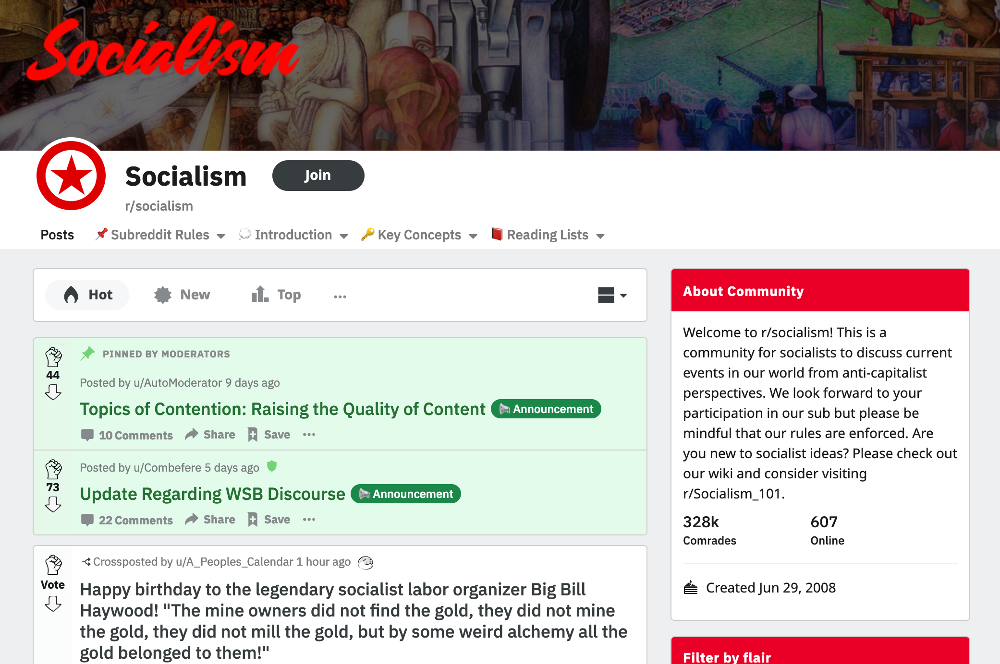 Socialism
Socialism
Join
r/socialism
Posts
Subreddit Rules
Introduction
Key Concepts
Reading Lists
Hot
New
Top
...
PINNED BY MODERATORS
44
Posted by u/AutoModerator 9 days ago
Topics of Contention: Raising the Quality of Content
Announcement
10 Comments
Share
Save
...
Posted by u/Combefere 5 days ago
73
Update Regarding WSB Discourse
Announcement
22 Comments
Share
Save
...
Crossposted by u/A_Peoples_Calendar 1 hour ago
Vote
Happy birthday to the legendary socialist labor organizer Big Bill
Haywood! "The mine owners did not find the gold, they did not mine
the gold, they did not mill the gold, but by some weird alchemy all the
gold belonged to them!"
About Community
Welcome to r/socialism! This is a
community for socialists to discuss current
events in our world from anti-capitalist
perspectives. We look forward to your
participation in our sub but please be
mindful that our rules are enforced. Are
you new to socialist ideas? Please check out
our wiki and consider visiting
r/Socialism_101.
328k
Comrades
607
Online
Created Jun 29, 2008
Filter by flair